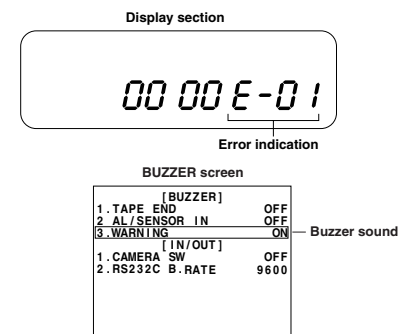 Display section
00 00 E-01
Error indication
BUZZER screen
[BUZZER]
1.TAPE END OFF
2 AL/SENSOR IN OFF
3.WARNING ON
Buzzer sound
[IN/OUT]
1.CAMERA SW OFF
2.RS232C B.RATE 9600